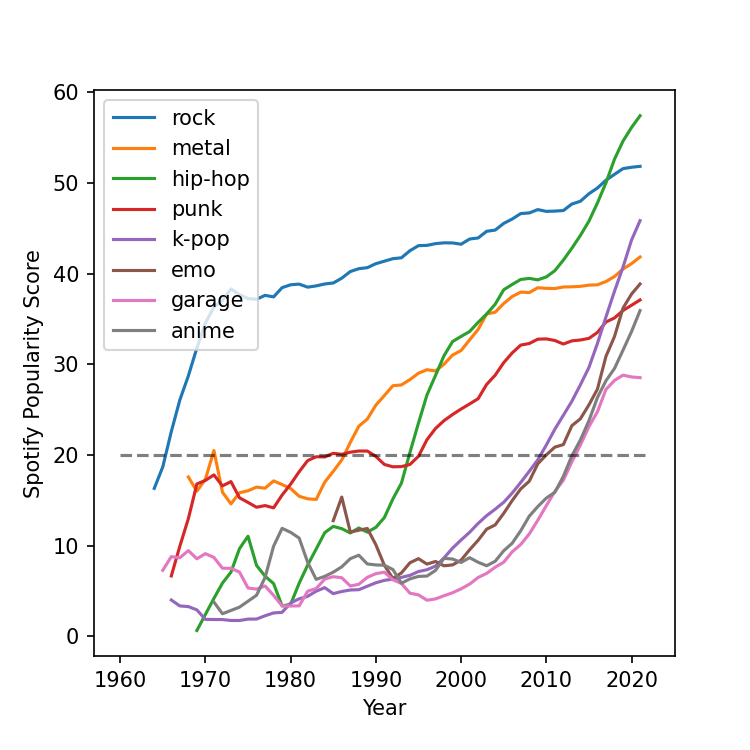 60
50
40
30
20
10
0
Spotify Popularity Score
rock
metal
hip-hop
punk
k-pop
emo
garage
anime
1960 1970 1980 1990 2000 2010 2020
Year